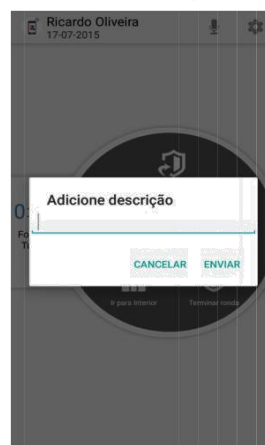 Ricardo Oliveira
17-07-2015
Adicione descrição
CANCELAR ENVIAR
Ir para Interior Terminar ronda